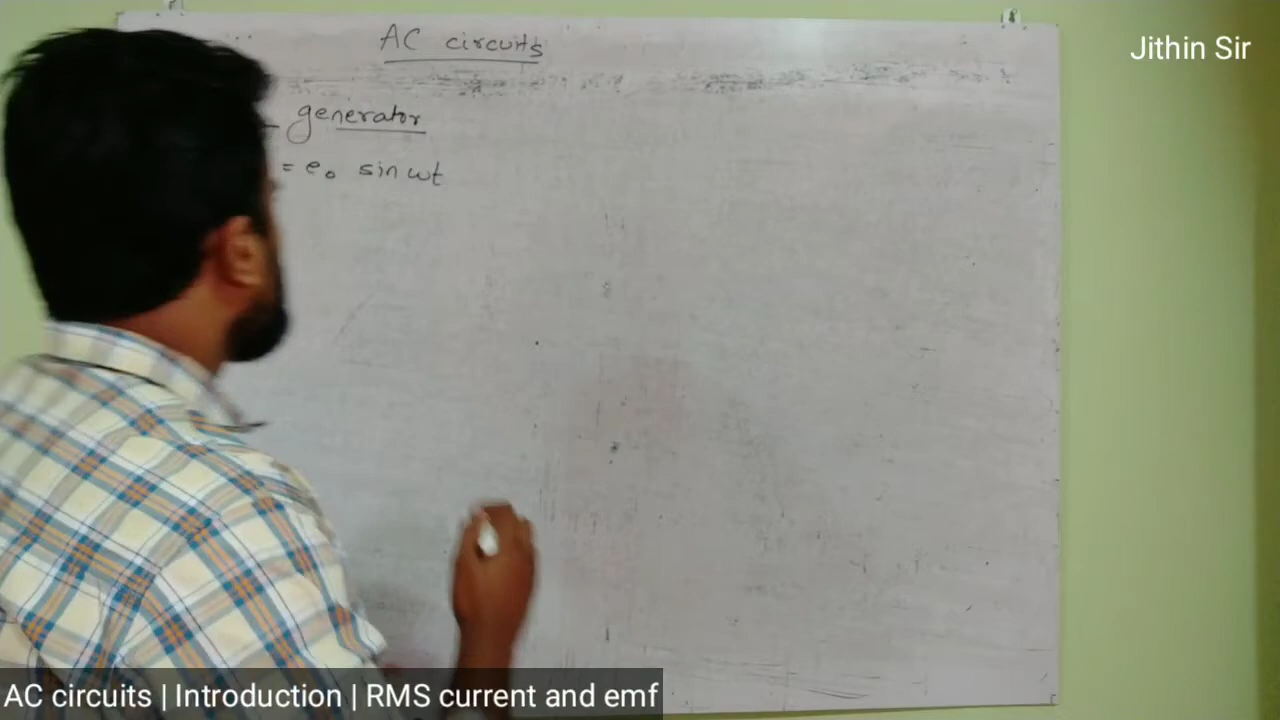 AC circuits
Jithin Sir
generator
= e₀ sin ωt
AC circuits | Introduction | RMS current and emf